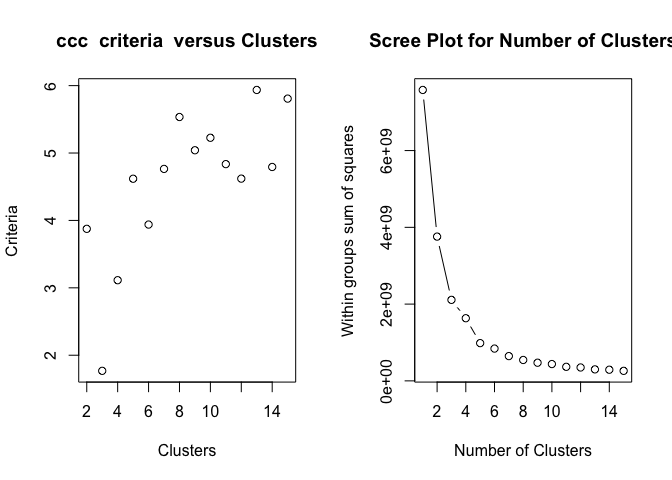 ccc  criteria  versus Clusters
Criteria
6
5
4
3
2
2 4 6 8 10 14
Clusters
Scree Plot for Number of Clusters
Within groups sum of squares
6e+09
4e+09
2e+09
0e+00
2 4 6 8 10 14
Number of Clusters